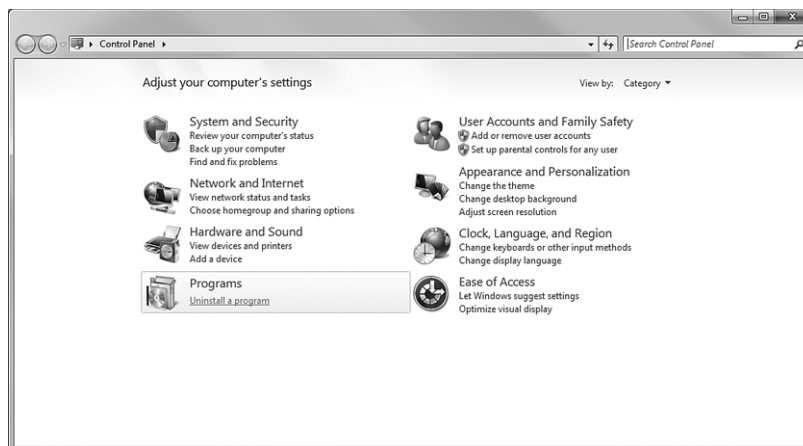 Control Panel
Search Control Panel
Adjust your computer's settings
View by: Category
System and Security
Review your computer's status
Back up your computer
Find and fix problems
Network and Internet
View network status and tasks
Choose homegroup and sharing options
Hardware and Sound
View devices and printers
Add a device
Programs
Uninstall a program
User Accounts and Family Safety
Add or remove user accounts
Set up parental controls for any user
Appearance and Personalization
Change the theme
Change desktop background
Adjust screen resolution
Clock, Language, and Region
Change keyboards or other input methods
Change display language
Ease of Access
Let Windows suggest settings
Optimize visual display